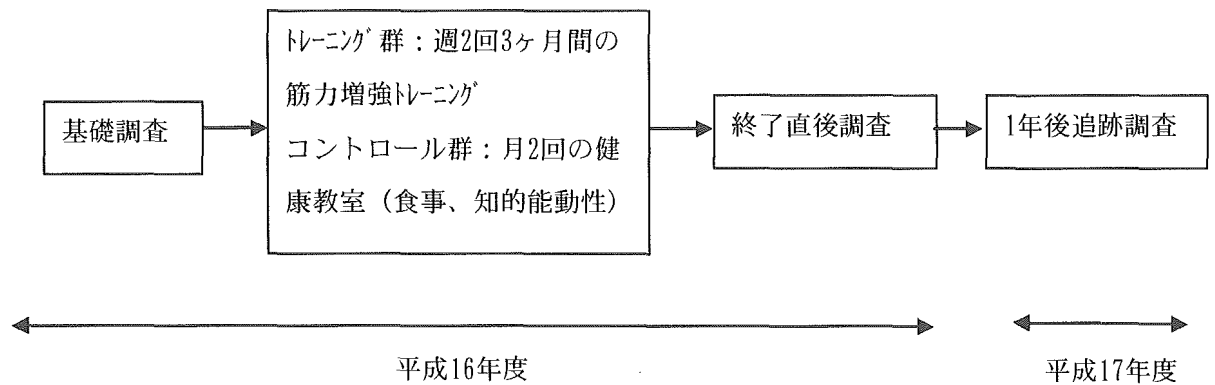 基礎調査
ﾄﾚｰﾆﾝｸﾞ群：週2回3ヶ月間の
筋力増強ﾄﾚｰﾆﾝｸﾞ
コントロール群：月2回の健
康教室（食事、知的能動性）
終了直後調査
1年後追跡調査
平成16年度
平成17年度